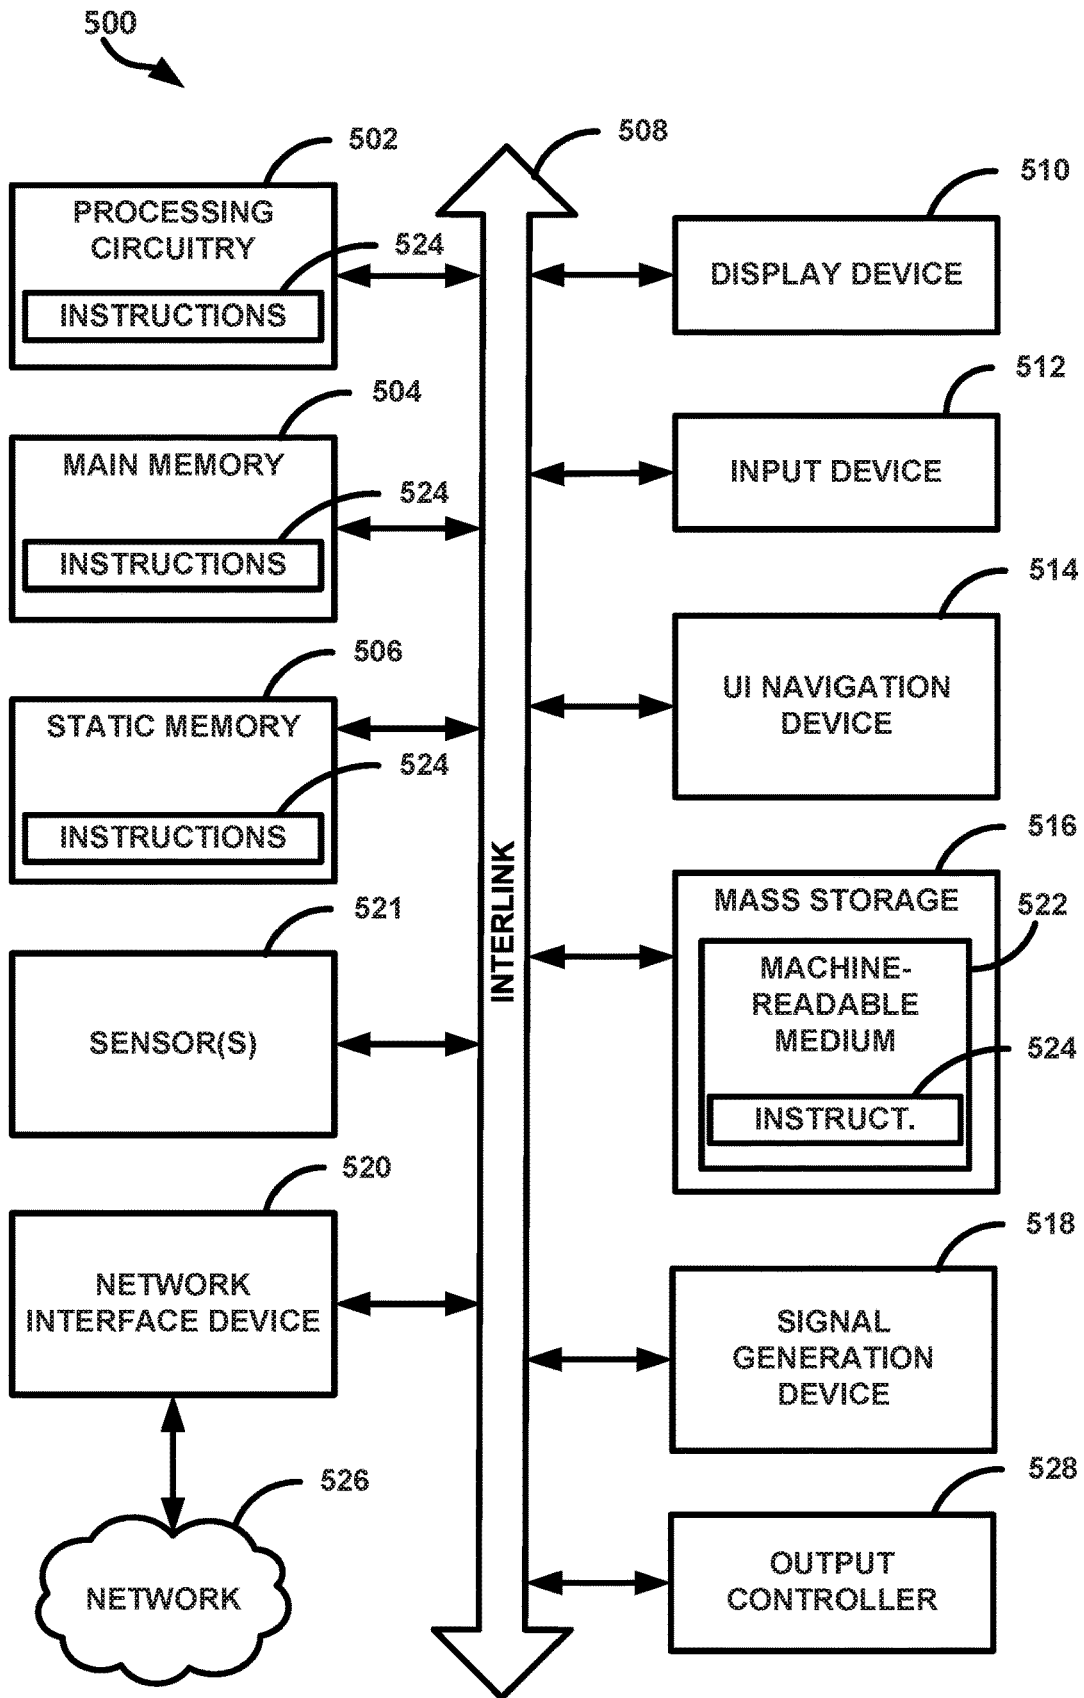 500
502
PROCESSING
CIRCUITRY
524
INSTRUCTIONS
504
MAIN MEMORY
524
INSTRUCTIONS
506
STATIC MEMORY
524
INSTRUCTIONS
521
SENSOR(S)
520
NETWORK
INTERFACE DEVICE
526
NETWORK
508
INTERLINK
510
DISPLAY DEVICE
512
INPUT DEVICE
514
UI NAVIGATION
DEVICE
516
MASS STORAGE
522
MACHINE-
READABLE
MEDIUM
524
INSTRUCT.
518
SIGNAL
GENERATION
DEVICE
528
OUTPUT
CONTROLLER